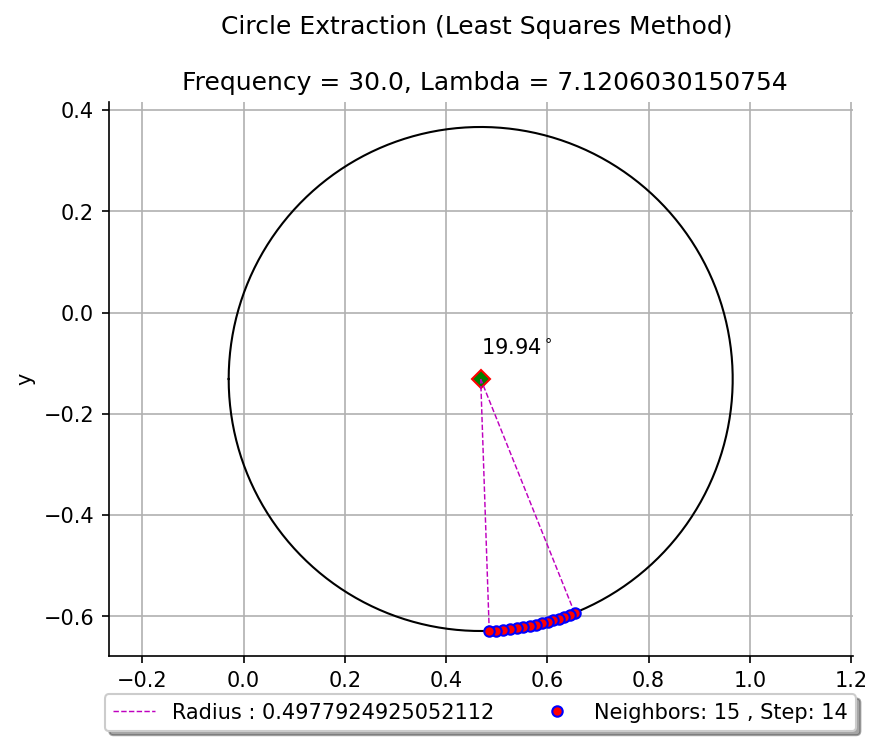 Circle Extraction (Least Squares Method)
Frequency = 30.0, Lambda = 7.1206030150754
0.4
0.2
0.0
−0.2
−0.4
−0.6
y
19.94°
−0.2 0.0 0.2 0.4 0.6 0.8 1.0 1.2
Radius : 0.4977924925052112 Neighbors: 15 , Step: 14